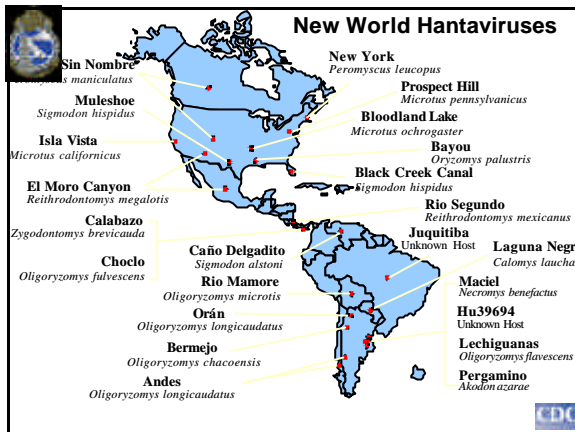 New World Hantaviruses
Sin Nombre
maniculatus
New York
Peromyscus leucopus
Muleshoe
Sigmodon hispidus
Prospect Hill
Microtus pennsylvanicus
Bloodland Lake
Microtus ochrogaster
Isla Vista
Microtus californicus
Bayou
Oryzomys palustris
El Moro Canyon
Reithrodontomys megalotis
Black Creek Canal
Sigmodon hispidus
Rio Segundo
Reithrodontomys mexicanus
Calabazo
Zygodontomys brevicauda
Juquitiba
Unknown Host
Choclo
Oligoryzomys fulvescens
Caño Delgadito
Sigmodon alstoni
Laguna Negr
Calomys laucha
Rio Mamore
Oligoryzomys microtis
Maciel
Necromys benefactus
Orán
Oligoryzomys longicaudatus
Hu39694
Unknown Host
Bermejo
Oligoryzomys chacoensis
Lechiguanas
Oligoryzomys flavescens
Andes
Oligoryzomys longicaudatus
Pergamino
Akodon azarae
CDC